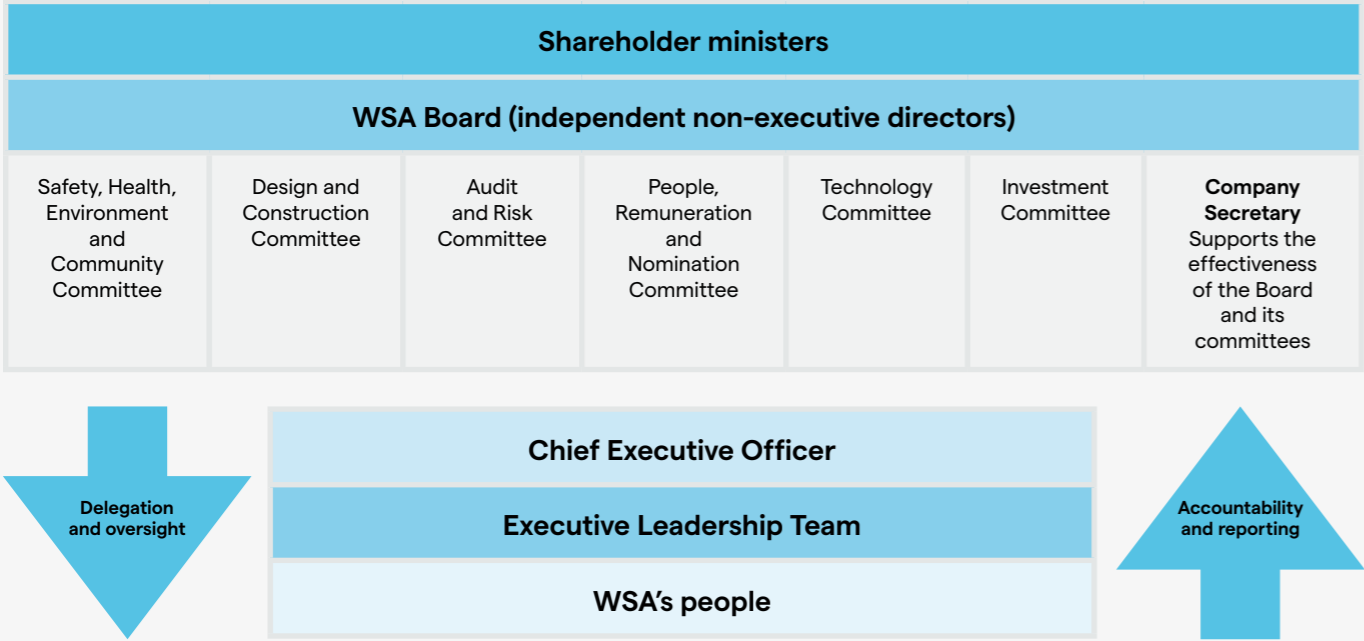 Shareholder ministers
WSA Board (independent non-executive directors)
Safety, Health,
Environment
and
Community
Committee
Design and
Construction
Committee
Audit
and Risk
Committee
People,
Remuneration
and
Nomination
Committee
Technology
Committee
Investment
Committee
Company
Secretary
Supports the
effectiveness
of the Board
and its
committees
Delegation
and oversight
Chief Executive Officer
Executive Leadership Team
WSA’s people
Accountability
and reporting